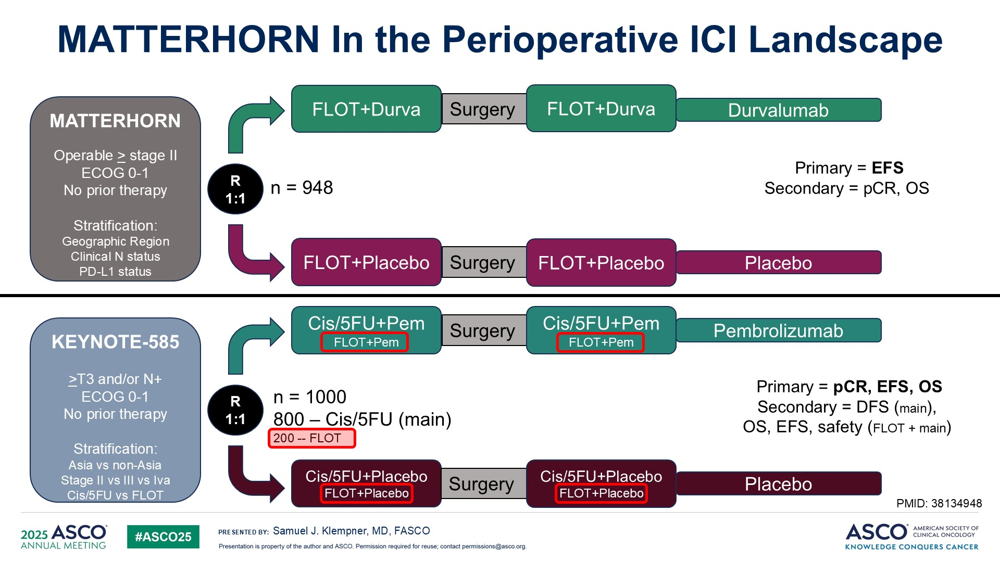 MATTERHORN In the Perioperative ICI Landscape
MATTERHORN
Operable > stage II
ECOG 0-1
No prior therapy
Stratification:
Geographic Region
Clinical N status
PD-L1 status
R
1:1
n = 948
FLOT+Durva
Surgery
FLOT+Durva
Durvalumab
Primary = EFS
Secondary = pCR, OS
FLOT+Placebo
Surgery
FLOT+Placebo
Placebo
KEYNOTE-585
>T3 and/or N+
ECOG 0-1
No prior therapy
Stratification:
Asia vs non-Asia
Stage II vs III vs Iva
Cis/5FU vs FLOT
R
1:1
n = 1000
800 – Cis/5FU (main)
200 -- FLOT
Cis/5FU+Pem
FLOT+Pem
Surgery
Cis/5FU+Pem
FLOT+Pem
Pembrolizumab
Primary = pCR, EFS, OS
Secondary = DFS (main),
OS, EFS, safety (FLOT + main)
Cis/5FU+Placebo
FLOT+Placebo
Surgery
Cis/5FU+Placebo
FLOT+Placebo
Placebo
PMID: 38134948
2025 ASCO
ANNUAL MEETING
#ASCO25
PRESENTED BY: Samuel J. Klempner, MD, FASCO
Presentation is property of the author and ASCO. Permission required for reuse; contact permissions@asco.org.
ASCO AMERICAN SOCIETY OF
CLINICAL ONCOLOGY
KNOWLEDGE CONQUERS CANCER